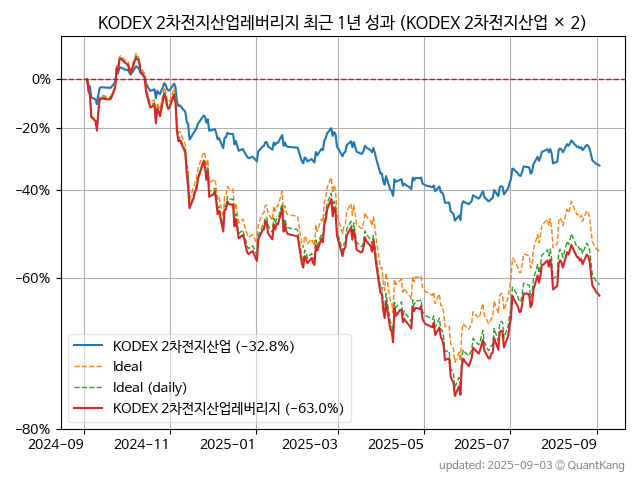 KODEX 2차전지산업레버리지 최근 1년 성과 (KODEX 2차전지산업 × 2)
0%
−20%
−40%
−60%
−80%
KODEX 2차전지산업 (−32.8%)
Ideal
Ideal (daily)
KODEX 2차전지산업레버리지 (−63.0%)
2024-09 2024-11 2025-01 2025-03 2025-05 2025-07 2025-09
updated: 2025-09-03 © QuantKang